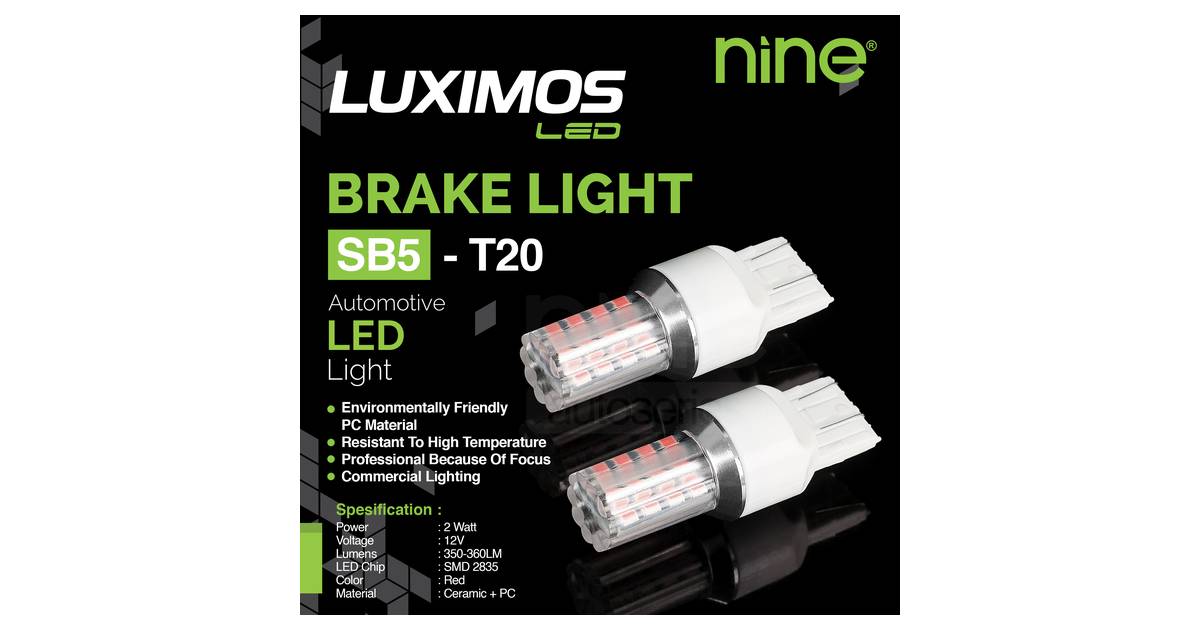 nine®
LUXIMOS
LED
BRAKE LIGHT
SB5 - T20
Automotive
LED
Light
Environmentally Friendly
PC Material
Resistant To High Temperature
Professional Because Of Focus
Commercial Lighting
Spesification :
Power : 2 Watt
Voltage : 12V
Lumens : 350-360LM
LED Chip : SMD 2835
Color : Red
Material : Ceramic + PC